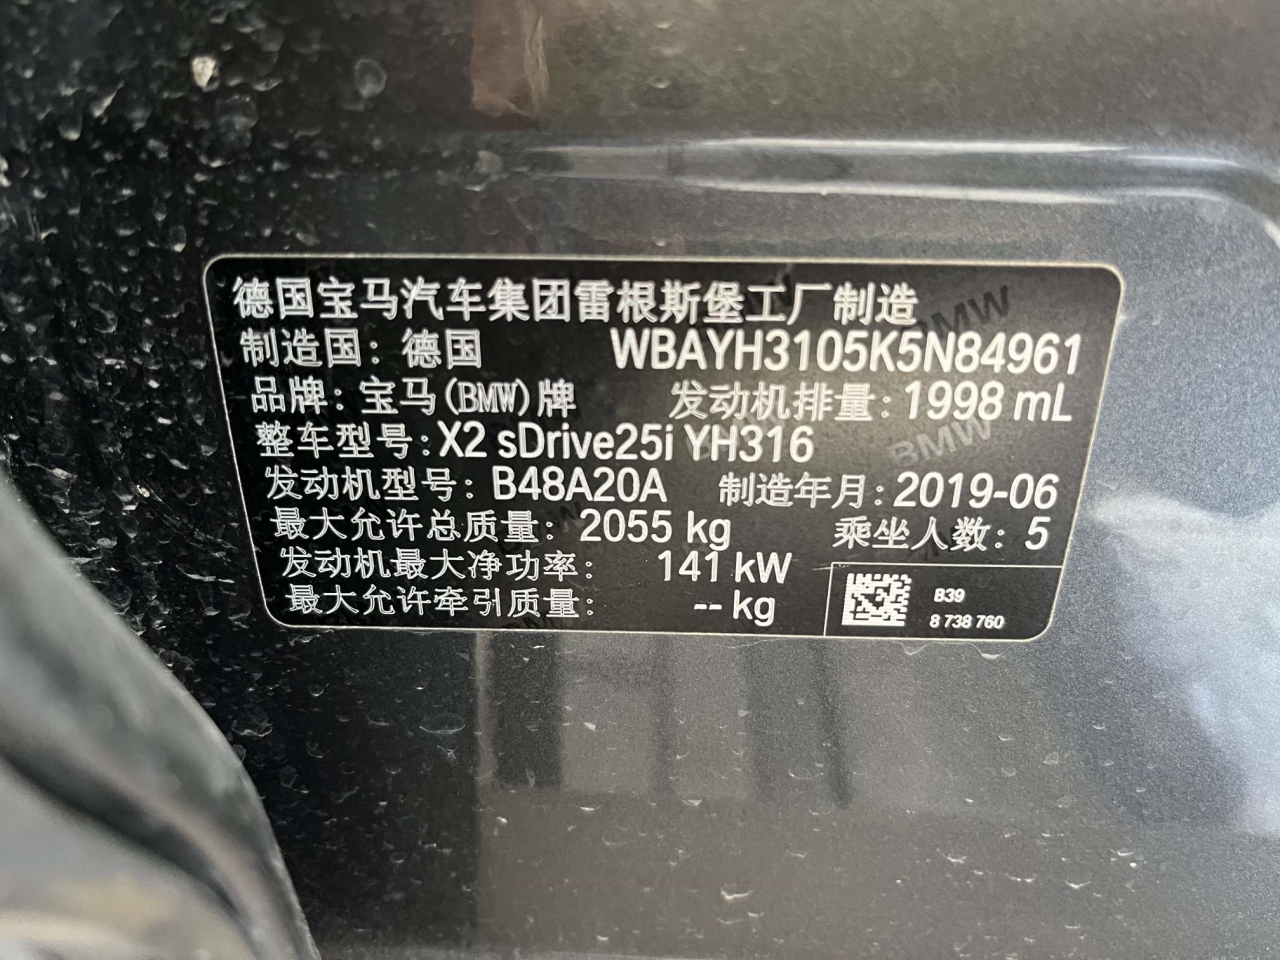 德国宝马汽车集团雷根斯堡工厂制造
制造国：德国 WBAYH3105K5N84961
品牌：宝马(BMW)牌 发动机排量：1998 mL
整车型号：X2 sDrive25i YH316
发动机型号：B48A20A 制造年月：2019-06
最大允许总质量：2055 kg 乘坐人数：5
发动机最大净功率：141 kW
最大允许牵引质量：-- kg
B39
8 738 760
BMW
BMW